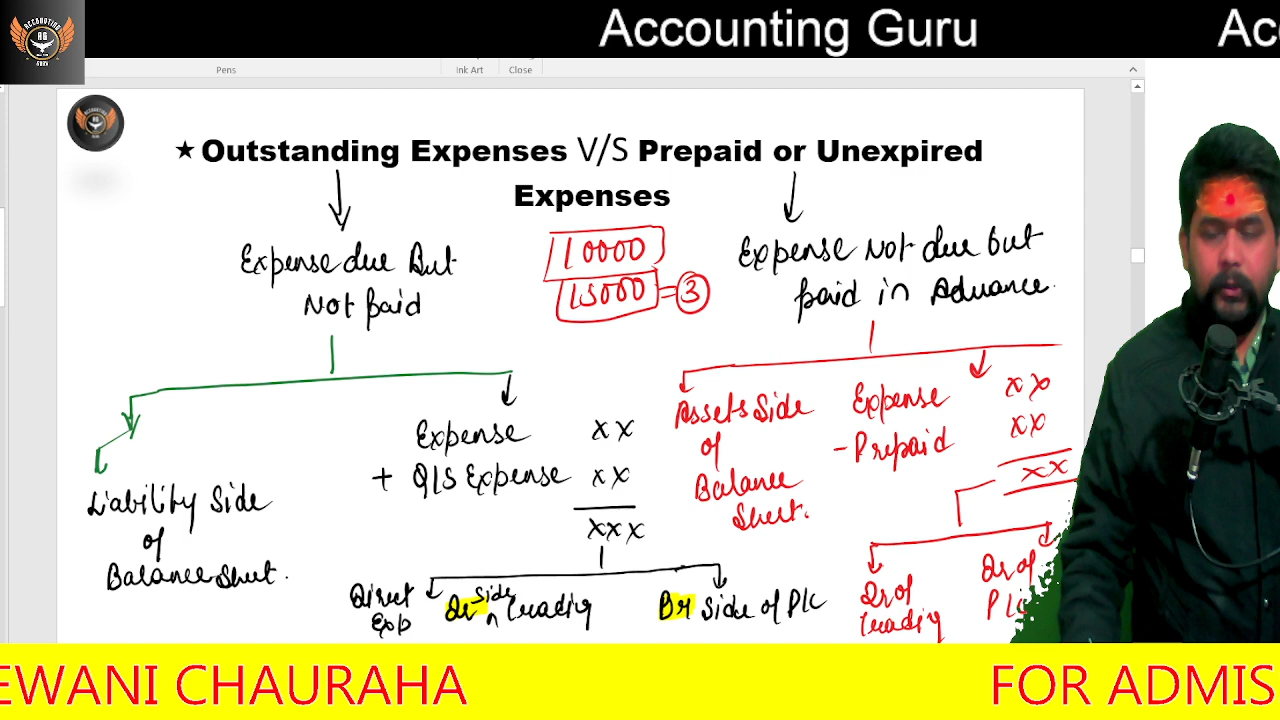 Accounting Guru
Ac
Pens
Ink Art
Close
ACCOUNTING
AG
GURU
★ Outstanding Expenses V/S Prepaid or Unexpired
Expenses
Expense due But
Not paid
10000
15000 = 3
Expense Not due but
paid in Advance.
Liability Side
of
Balance Sheet.
Expense xx
+ O/S Expense xx
xxx
Direct
Exp
Dr side n Trading
Dr Side of P/L
Assets Side
of
Balance
Sheet.
Expense xx
- Prepaid xx
xx
Dr of
Trading
Dr of
P/L
EWANI CHAURAHA
FOR ADMIS